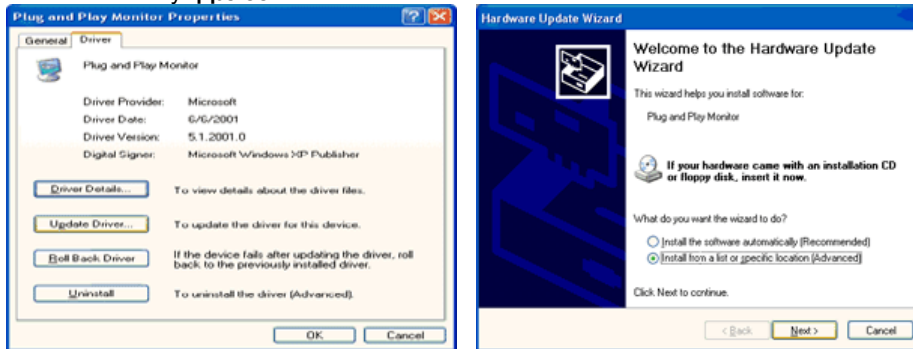 Plug and Play Monitor Properties
General Driver
Plug and Play Monitor
Driver Provider: Microsoft
Driver Date: 6/6/2001
Driver Version: 5.1.2001.0
Digital Signer: Microsoft Windows XP Publisher
Driver Details... To view details about the driver files.
Update Driver... To update the driver for this device.
Roll Back Driver If the device fails after updating the driver, roll
back to the previously installed driver.
Uninstall To uninstall the driver (Advanced).
OK Cancel
Hardware Update Wizard
Welcome to the Hardware Update
Wizard
This wizard helps you install software for:
Plug and Play Monitor
If your hardware came with an installation CD
or floppy disk, insert it now.
What do you want the wizard to do?
Install the software automatically (Recommended)
Install from a list or specific location (Advanced)
Click Next to continue.
< Back Next > Cancel